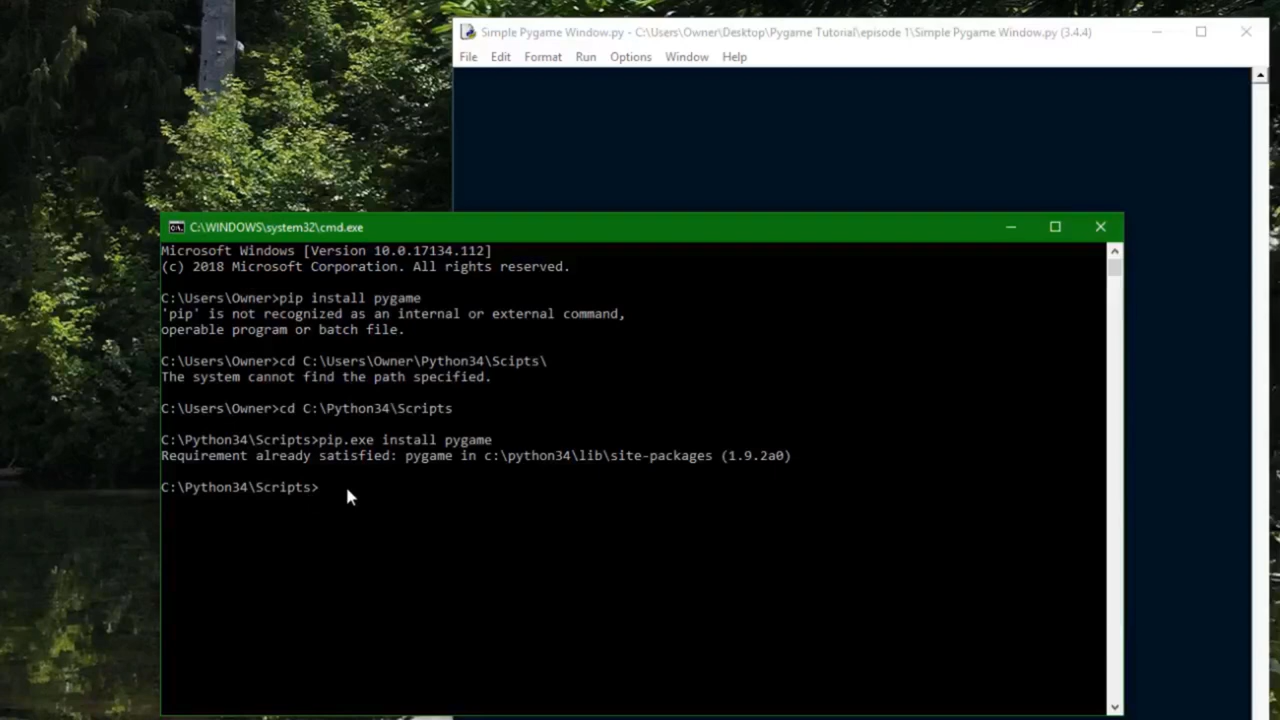 Simple Pygame Window.py - C:\Users\Owner\Desktop\Pygame Tutorial\episode 1\Simple Pygame Window.py (3.4.4)
File Edit Format Run Options Window Help
C:\WINDOWS\system32\cmd.exe
Microsoft Windows [Version 10.0.17134.112]
(c) 2018 Microsoft Corporation. All rights reserved.
C:\Users\Owner>pip install pygame
'pip' is not recognized as an internal or external command,
operable program or batch file.
C:\Users\Owner>cd C:\Users\Owner\Python34\Scipts\
The system cannot find the path specified.
C:\Users\Owner>cd C:\Python34\Scripts
C:\Python34\Scripts>pip.exe install pygame
Requirement already satisfied: pygame in c:\python34\lib\site-packages (1.9.2a0)
C:\Python34\Scripts>